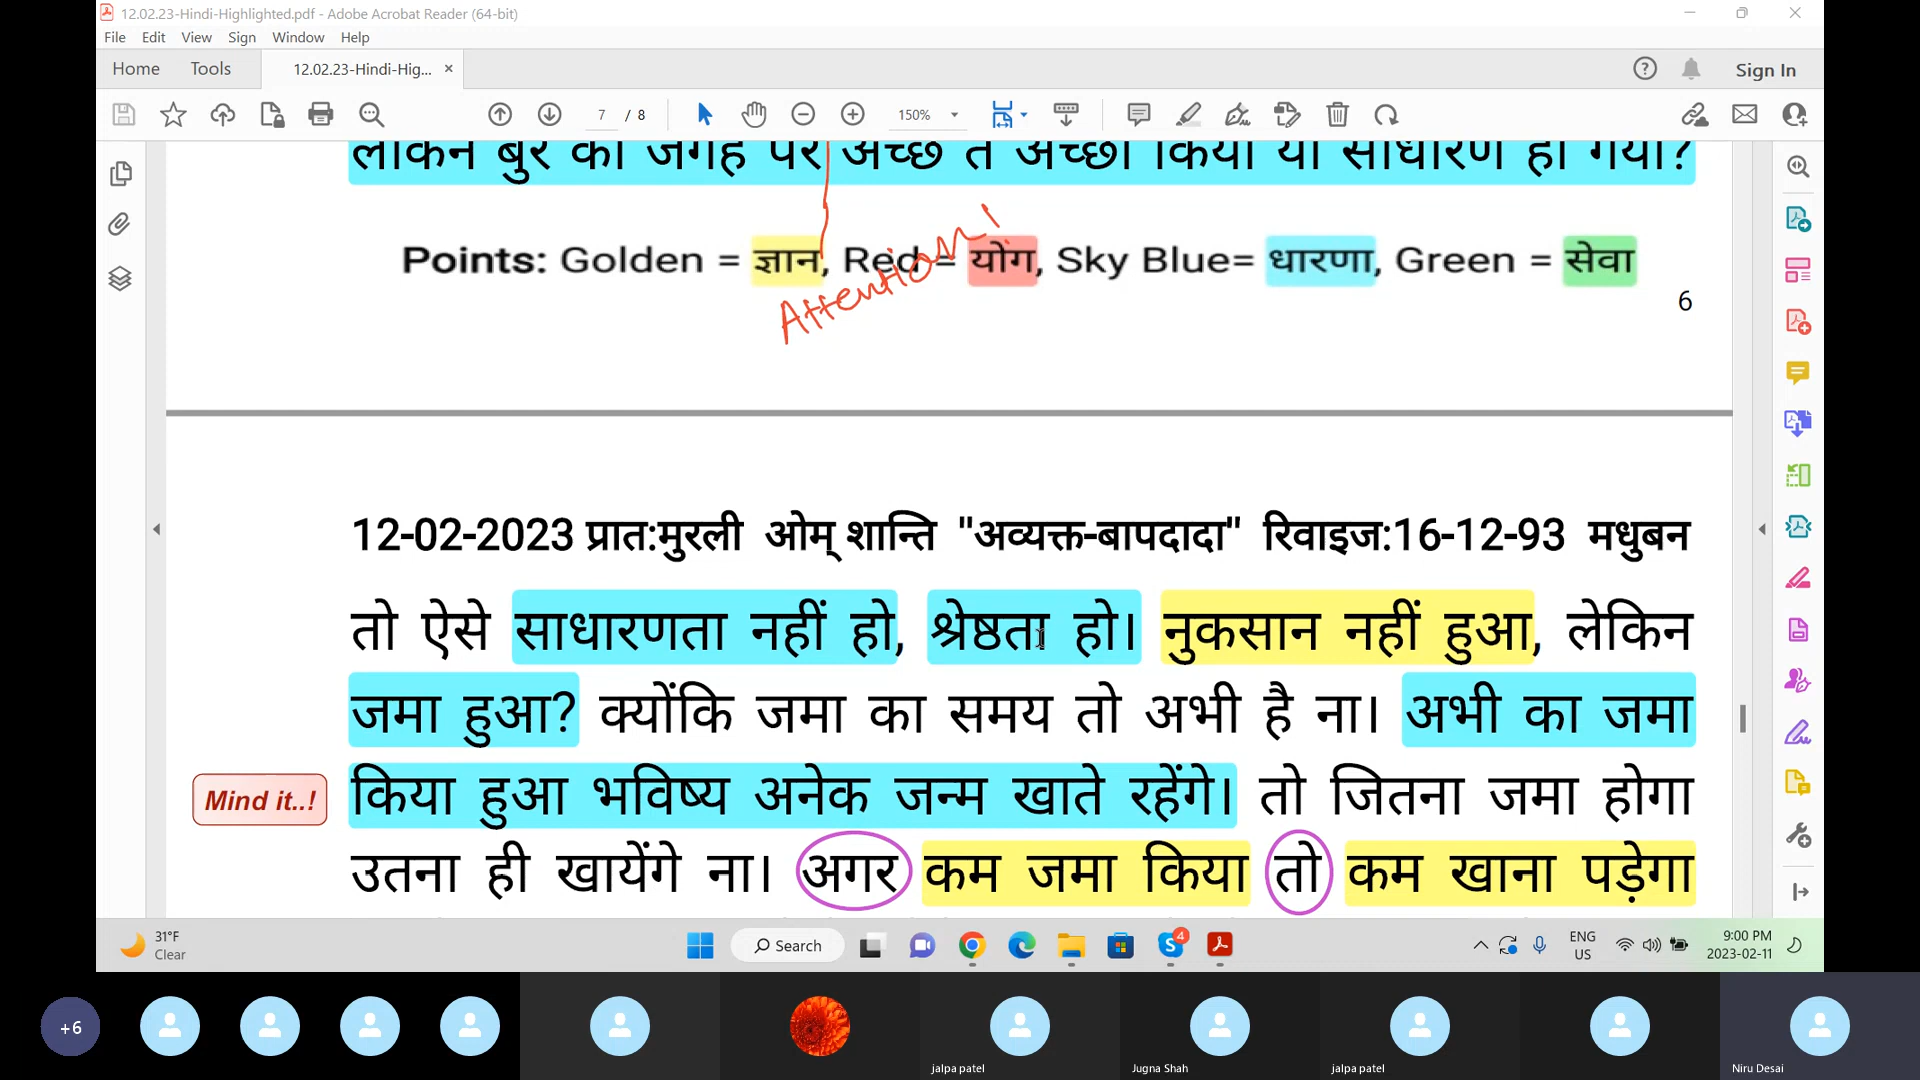 12.02.23-Hindi-Highlighted.pdf - Adobe Acrobat Reader (64-bit)
File Edit View Sign Window Help
Home Tools 12.02.23-Hindi-Hig... × Sign In
7 / 8 150%
लेकिन बुरे की जगह पर अच्छे ते अच्छा किया या साधारण हो गया?
Points: Golden = ज्ञान, Red = योग, Sky Blue= धारणा, Green = सेवा
Attention!
6
12-02-2023 प्रात:मुरली ओम् शान्ति "अव्यक्त-बापदादा" रिवाइज:16-12-93 मधुबन
तो ऐसे साधारणता नहीं हो, श्रेष्ठता हो। नुकसान नहीं हुआ, लेकिन
जमा हुआ? क्योंकि जमा का समय तो अभी है ना। अभी का जमा
Mind it..! किया हुआ भविष्य अनेक जन्म खाते रहेंगे। तो जितना जमा होगा
उतना ही खायेंगे ना। अगर कम जमा किया तो कम खाना पड़ेगा
31°F
Clear
Search
4
ENG
US
9:00 PM
2023-02-11
+6
jalpa patel
Jugna Shah
jalpa patel
Niru Desai